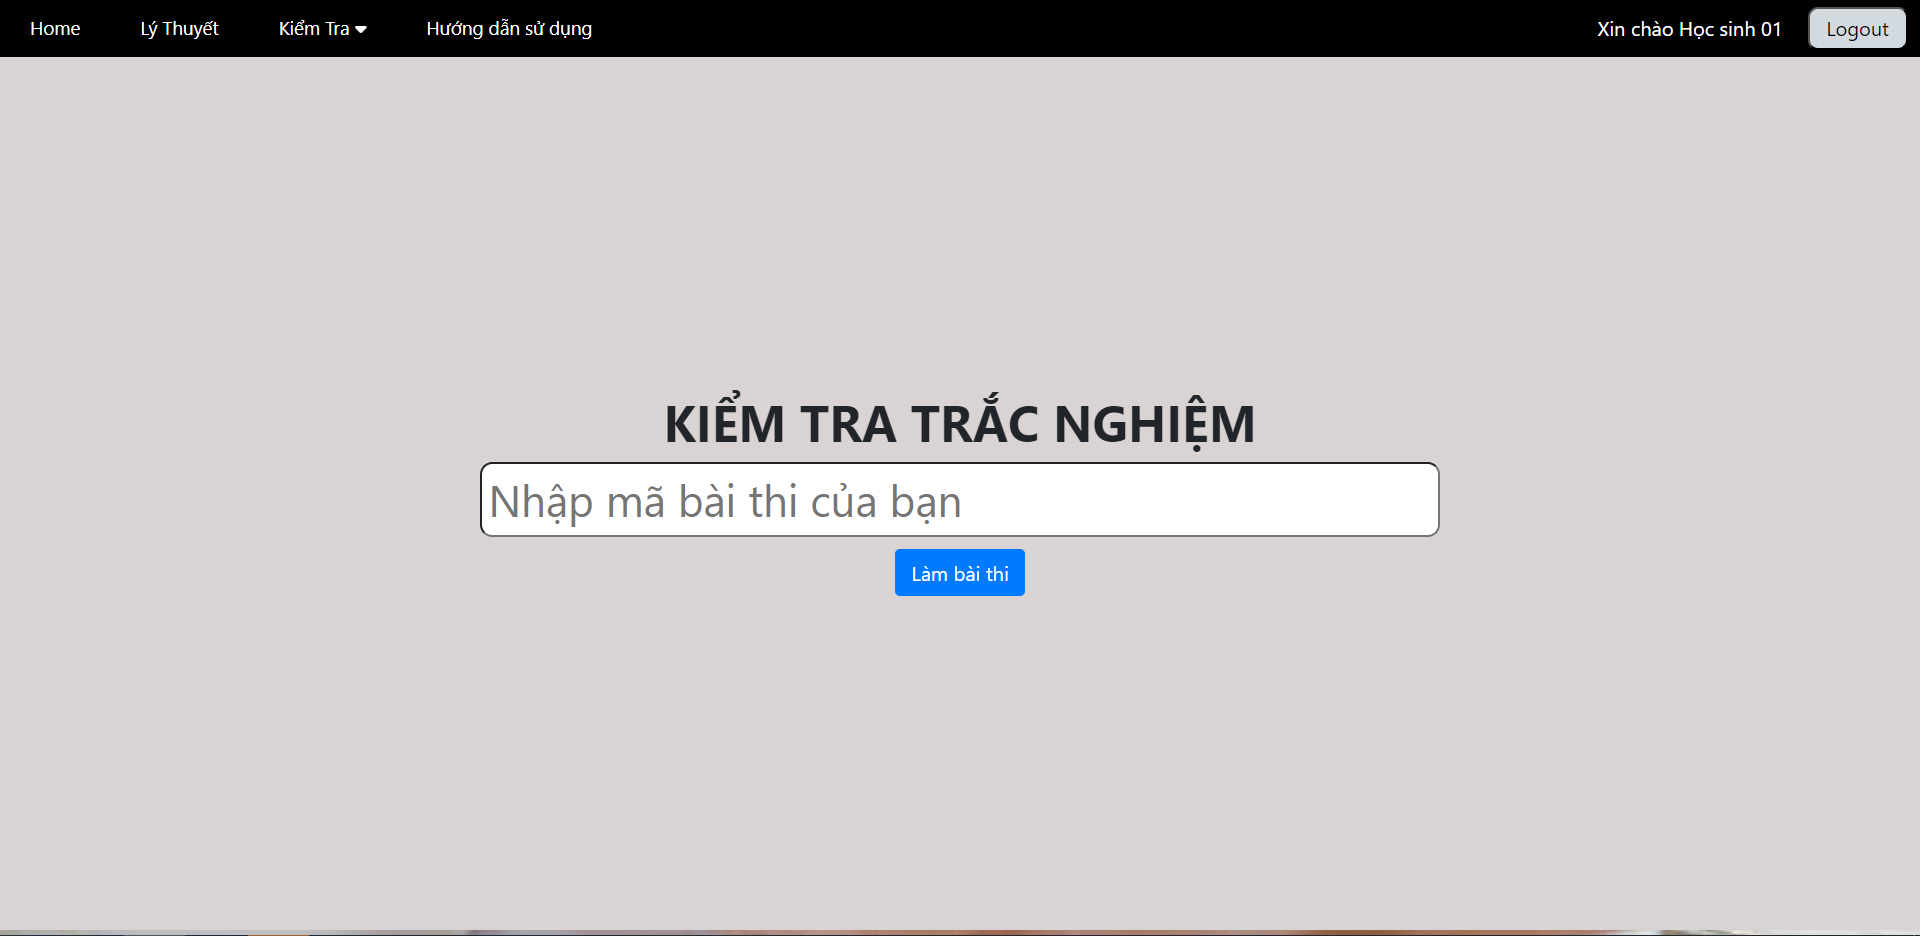 Home Lý Thuyết Kiểm Tra Hướng dẫn sử dụng Xin chào Học sinh 01 Logout
KIỂM TRA TRẮC NGHIỆM
Nhập mã bài thi của bạn
Làm bài thi